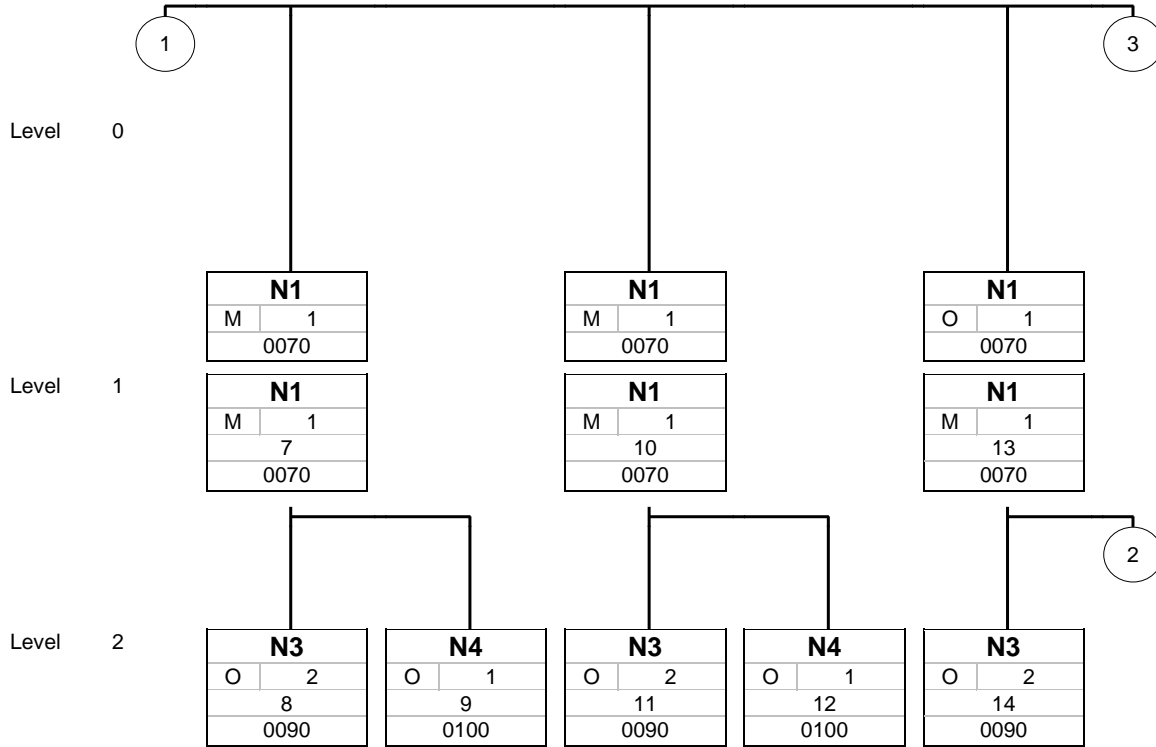 1 3
Level 0
N1 N1 N1
M 1 M 1 O 1
0070 0070 0070
Level 1
N1 N1 N1
M 1 M 1 M 1
7 10 13
0070 0070 0070
2
Level 2
N3 N4 N3 N4 N3
O 2 O 1 O 2 O 1 O 2
8 9 11 12 14
0090 0100 0090 0100 0090